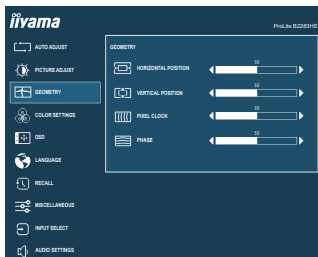 iiyama
ProLite B2283HS
AUTO ADJUST
PICTURE ADJUST
GEOMETRY
COLOR SETTINGS
OSD
LANGUAGE
RECALL
MISCELLANEOUS
INPUT SELECT
AUDIO SETTINGS
GEOMETRY
HORIZONTAL POSITION
50
VERTICAL POSITION
50
PIXEL CLOCK
50
PHASE
50